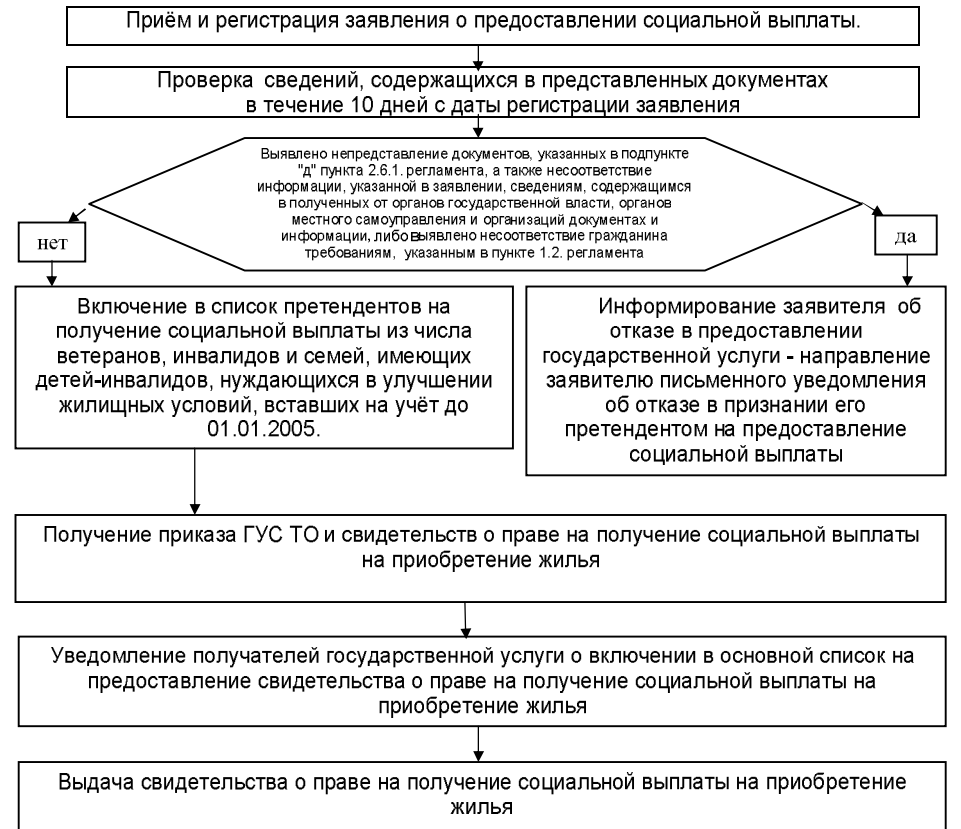 Приём и регистрация заявления о предоставлении социальной выплаты.
Проверка сведений, содержащихся в представленных документах
в течение 10 дней с даты регистрации заявления
Выявлено непредставление документов, указанных в подпункте
"д" пункта 2.6.1. регламента, а также несоответствие
информации, указанной в заявлении, сведениям, содержащимся
в полученных от органов государственной власти, органов
местного самоуправления и организаций документах и
информации, либо выявлено несоответствие гражданина
требованиям, указанным в пункте 1.2. регламента
нет
да
Включение в список претендентов на
получение социальной выплаты из числа
ветеранов, инвалидов и семей, имеющих
детей-инвалидов, нуждающихся в улучшении
жилищных условий, вставших на учёт до
01.01.2005.
Информирование заявителя об
отказе в предоставлении
государственной услуги - направление
заявителю письменного уведомления
об отказе в признании его
претендентом на предоставление
социальной выплаты
Получение приказа ГУС ТО и свидетельств о праве на получение социальной выплаты
на приобретение жилья
Уведомление получателей государственной услуги о включении в основной список на
предоставление свидетельства о праве на получение социальной выплаты на
приобретение жилья
Выдача свидетельства о праве на получение социальной выплаты на приобретение
жилья